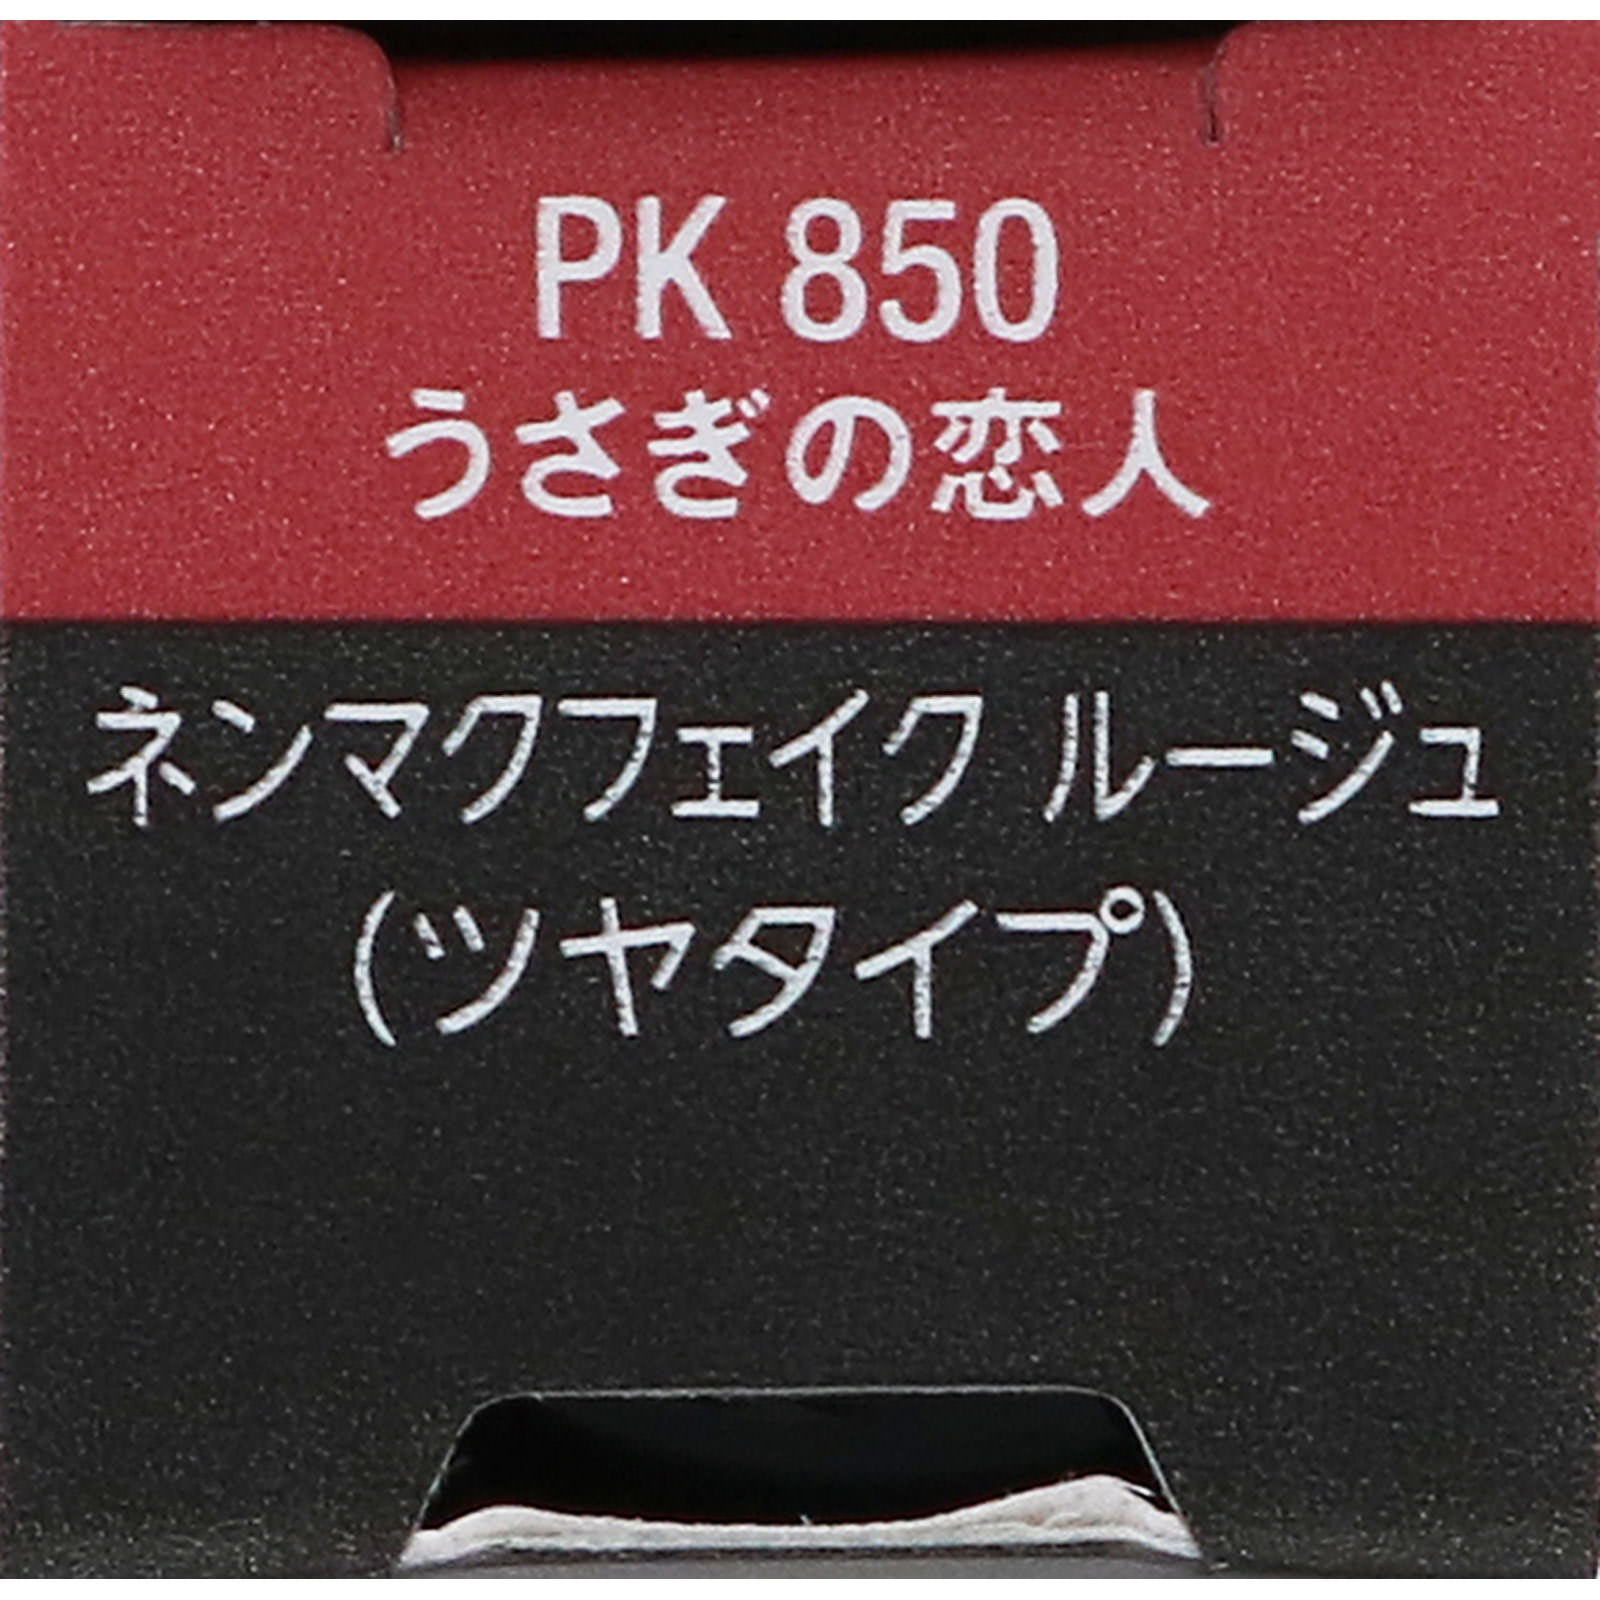 PK 850
うさぎの恋人
ネンマクフェイク ルージュ
(ツヤタイプ)